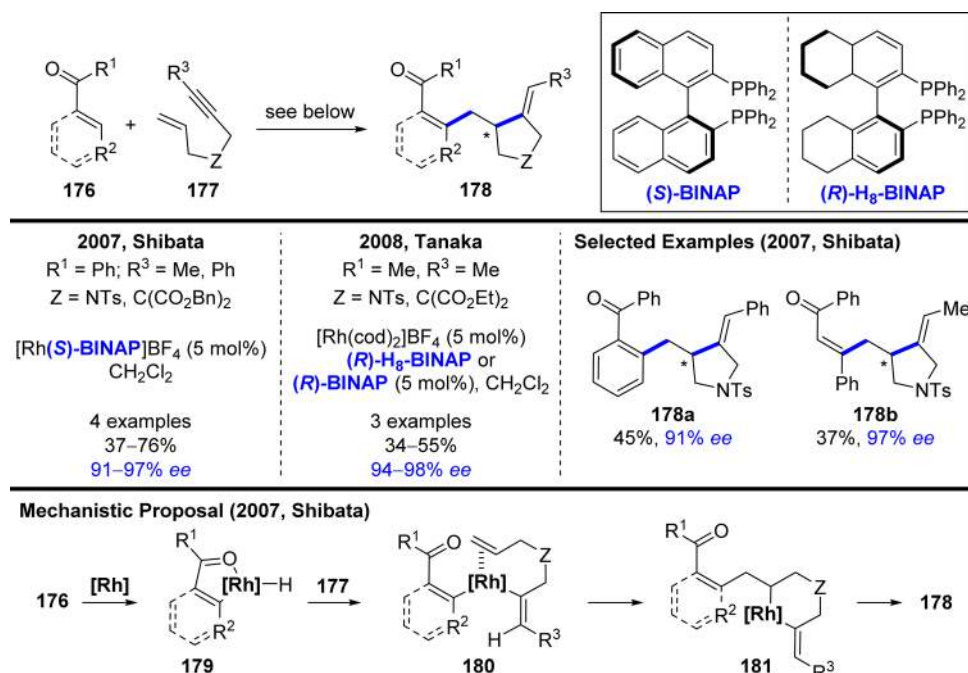 O
R1
R3
R2
176
+
Z
177
see below
O
R1
R3
*
R2
Z
178
PPh2
PPh2
(S)-BINAP
PPh2
PPh2
(R)-H8-BINAP
2007, Shibata
R1 = Ph; R3 = Me, Ph
Z = NTs, C(CO2Bn)2
[Rh(S)-BINAP]BF4 (5 mol%)
CH2Cl2
4 examples
37–76%
91–97% ee
2008, Tanaka
R1 = Me, R3 = Me
Z = NTs, C(CO2Et)2
[Rh(cod)2]BF4 (5 mol%)
(R)-H8-BINAP or
(R)-BINAP (5 mol%), CH2Cl2
3 examples
34–55%
94–98% ee
Selected Examples (2007, Shibata)
O
Ph
Ph
*
NTs
178a
45%, 91% ee
O
Ph
Me
*
Ph
NTs
178b
37%, 97% ee
Mechanistic Proposal (2007, Shibata)
176
[Rh]
R1
O
[Rh]–H
R2
179
177
R1
O
Z
[Rh]
R2
H
R3
180
R1
O
Z
R2
[Rh]
R3
181
178